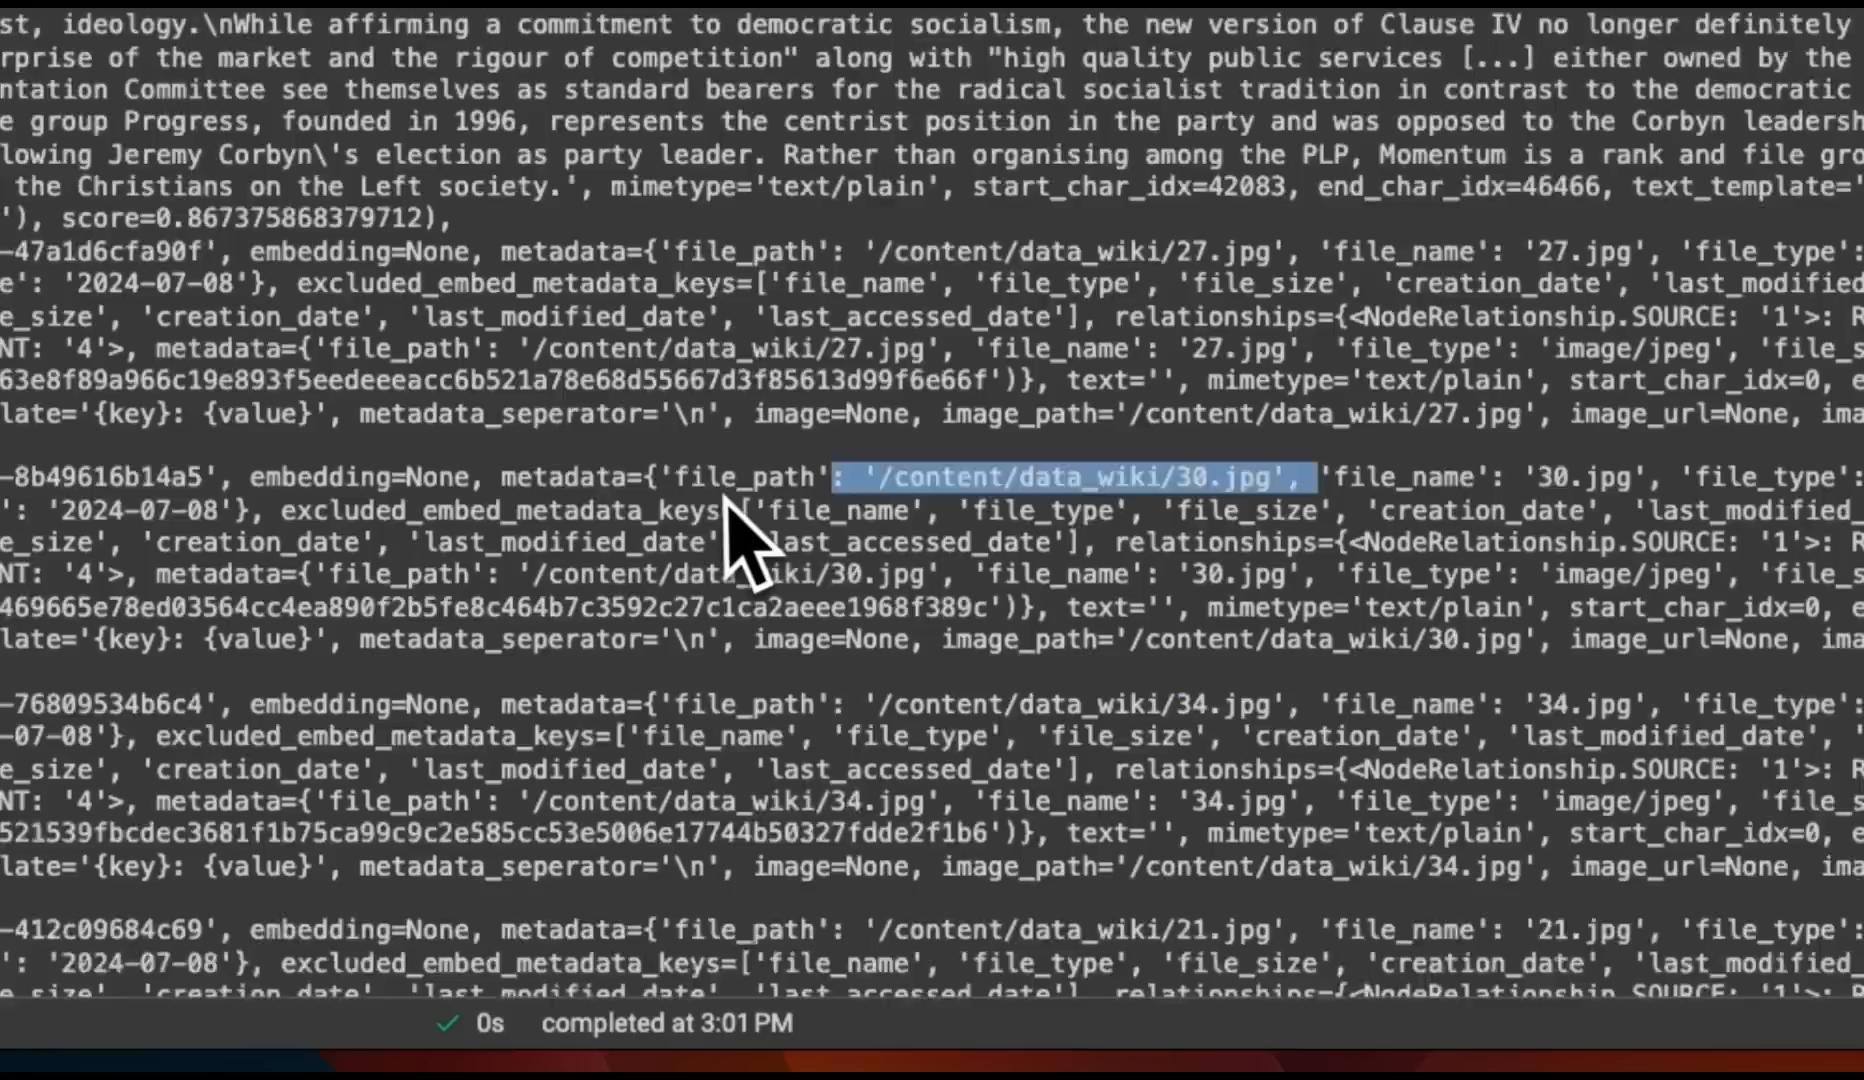 st, ideology.\nWhile affirming a commitment to democratic socialism, the new version of Clause IV no longer definitely
rprise of the market and the rigour of competition" along with "high quality public services [...] either owned by the
ntation Committee see themselves as standard bearers for the radical socialist tradition in contrast to the democratic
e group Progress, founded in 1996, represents the centrist position in the party and was opposed to the Corbyn leadersh
lowing Jeremy Corbyn\'s election as party leader. Rather than organising among the PLP, Momentum is a rank and file gro
the Christians on the Left society.', mimetype='text/plain', start_char_idx=42083, end_char_idx=46466, text_template='
'), score=0.867375868379712),
-47a1d6cfa90f', embedding=None, metadata={'file_path': '/content/data_wiki/27.jpg', 'file_name': '27.jpg', 'file_type':
e': '2024-07-08'}, excluded_embed_metadata_keys=['file_name', 'file_type', 'file_size', 'creation_date', 'last_modified
e_size', 'creation_date', 'last_modified_date', 'last_accessed_date'], relationships={<NodeRelationship.SOURCE: '1'>: R
NT: '4'>, metadata={'file_path': '/content/data_wiki/27.jpg', 'file_name': '27.jpg', 'file_type': 'image/jpeg', 'file_s
63e8f89a966c19e893f5eedeeeacc6b521a78e68d55667d3f85613d99f6e66f')}, text='', mimetype='text/plain', start_char_idx=0, e
late='{key}: {value}', metadata_seperator='\n', image=None, image_path='/content/data_wiki/27.jpg', image_url=None, ima
-8b49616b14a5', embedding=None, metadata={'file_path': '/content/data_wiki/30.jpg', 'file_name': '30.jpg', 'file_type':
': '2024-07-08'}, excluded_embed_metadata_keys=['file_name', 'file_type', 'file_size', 'creation_date', 'last_modified_
e_size', 'creation_date', 'last_modified_date' last_accessed_date'], relationships={<NodeRelationship.SOURCE: '1'>: R
NT: '4'>, metadata={'file_path': '/content/data_wiki/30.jpg', 'file_name': '30.jpg', 'file_type': 'image/jpeg', 'file_s
469665e78ed03564cc4ea890f2b5fe8c464b7c3592c27c1ca2aeee1968f389c')}, text='', mimetype='text/plain', start_char_idx=0, e
late='{key}: {value}', metadata_seperator='\n', image=None, image_path='/content/data_wiki/30.jpg', image_url=None, ima
-76809534b6c4', embedding=None, metadata={'file_path': '/content/data_wiki/34.jpg', 'file_name': '34.jpg', 'file_type':
-07-08'}, excluded_embed_metadata_keys=['file_name', 'file_type', 'file_size', 'creation_date', 'last_modified_date', '
e_size', 'creation_date', 'last_modified_date', 'last_accessed_date'], relationships={<NodeRelationship.SOURCE: '1'>: R
NT: '4'>, metadata={'file_path': '/content/data_wiki/34.jpg', 'file_name': '34.jpg', 'file_type': 'image/jpeg', 'file_s
521539fbcdec3681f1b75ca99c9c2e585cc53e5006e17744b50327fdde2f1b6')}, text='', mimetype='text/plain', start_char_idx=0, e
late='{key}: {value}', metadata_seperator='\n', image=None, image_path='/content/data_wiki/34.jpg', image_url=None, ima
-412c09684c69', embedding=None, metadata={'file_path': '/content/data_wiki/21.jpg', 'file_name': '21.jpg', 'file_type':
': '2024-07-08'}, excluded_embed_metadata_keys=['file_name', 'file_type', 'file_size', 'creation_date', 'last_modified_
e_size', 'creation_date', 'last_modified_date', 'last_accessed_date'], relationships={<NodeRelationship.SOURCE: '1'>: R
0s completed at 3:01 PM